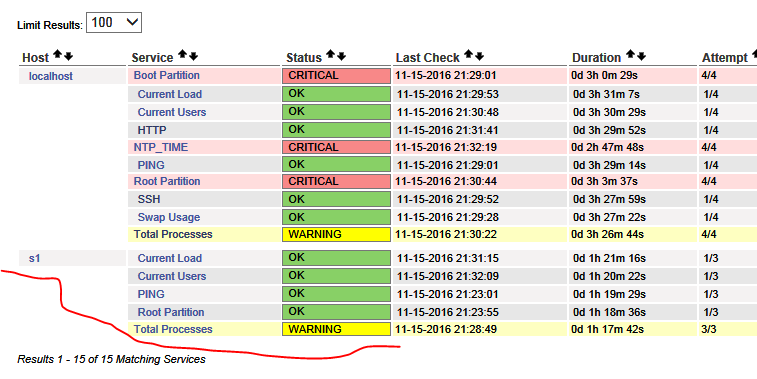 Limit Results: 100
Host Service Status Last Check Duration Attempt
localhost Boot Partition CRITICAL 11-15-2016 21:29:01 0d 3h 0m 29s 4/4
Current Load OK 11-15-2016 21:29:53 0d 3h 31m 7s 1/4
Current Users OK 11-15-2016 21:30:48 0d 3h 30m 29s 1/4
HTTP OK 11-15-2016 21:31:41 0d 3h 29m 52s 1/4
NTP_TIME CRITICAL 11-15-2016 21:32:19 0d 2h 47m 48s 4/4
PING OK 11-15-2016 21:29:01 0d 3h 29m 14s 1/4
Root Partition CRITICAL 11-15-2016 21:30:44 0d 3h 3m 37s 4/4
SSH OK 11-15-2016 21:29:52 0d 3h 27m 59s 1/4
Swap Usage OK 11-15-2016 21:29:28 0d 3h 27m 22s 1/4
Total Processes WARNING 11-15-2016 21:30:22 0d 3h 26m 44s 4/4
s1 Current Load OK 11-15-2016 21:31:15 0d 1h 21m 16s 1/3
Current Users OK 11-15-2016 21:32:09 0d 1h 20m 22s 1/3
PING OK 11-15-2016 21:23:01 0d 1h 19m 29s 1/3
Root Partition OK 11-15-2016 21:23:55 0d 1h 18m 36s 1/3
Total Processes WARNING 11-15-2016 21:28:49 0d 1h 17m 42s 3/3
Results 1 - 15 of 15 Matching Services